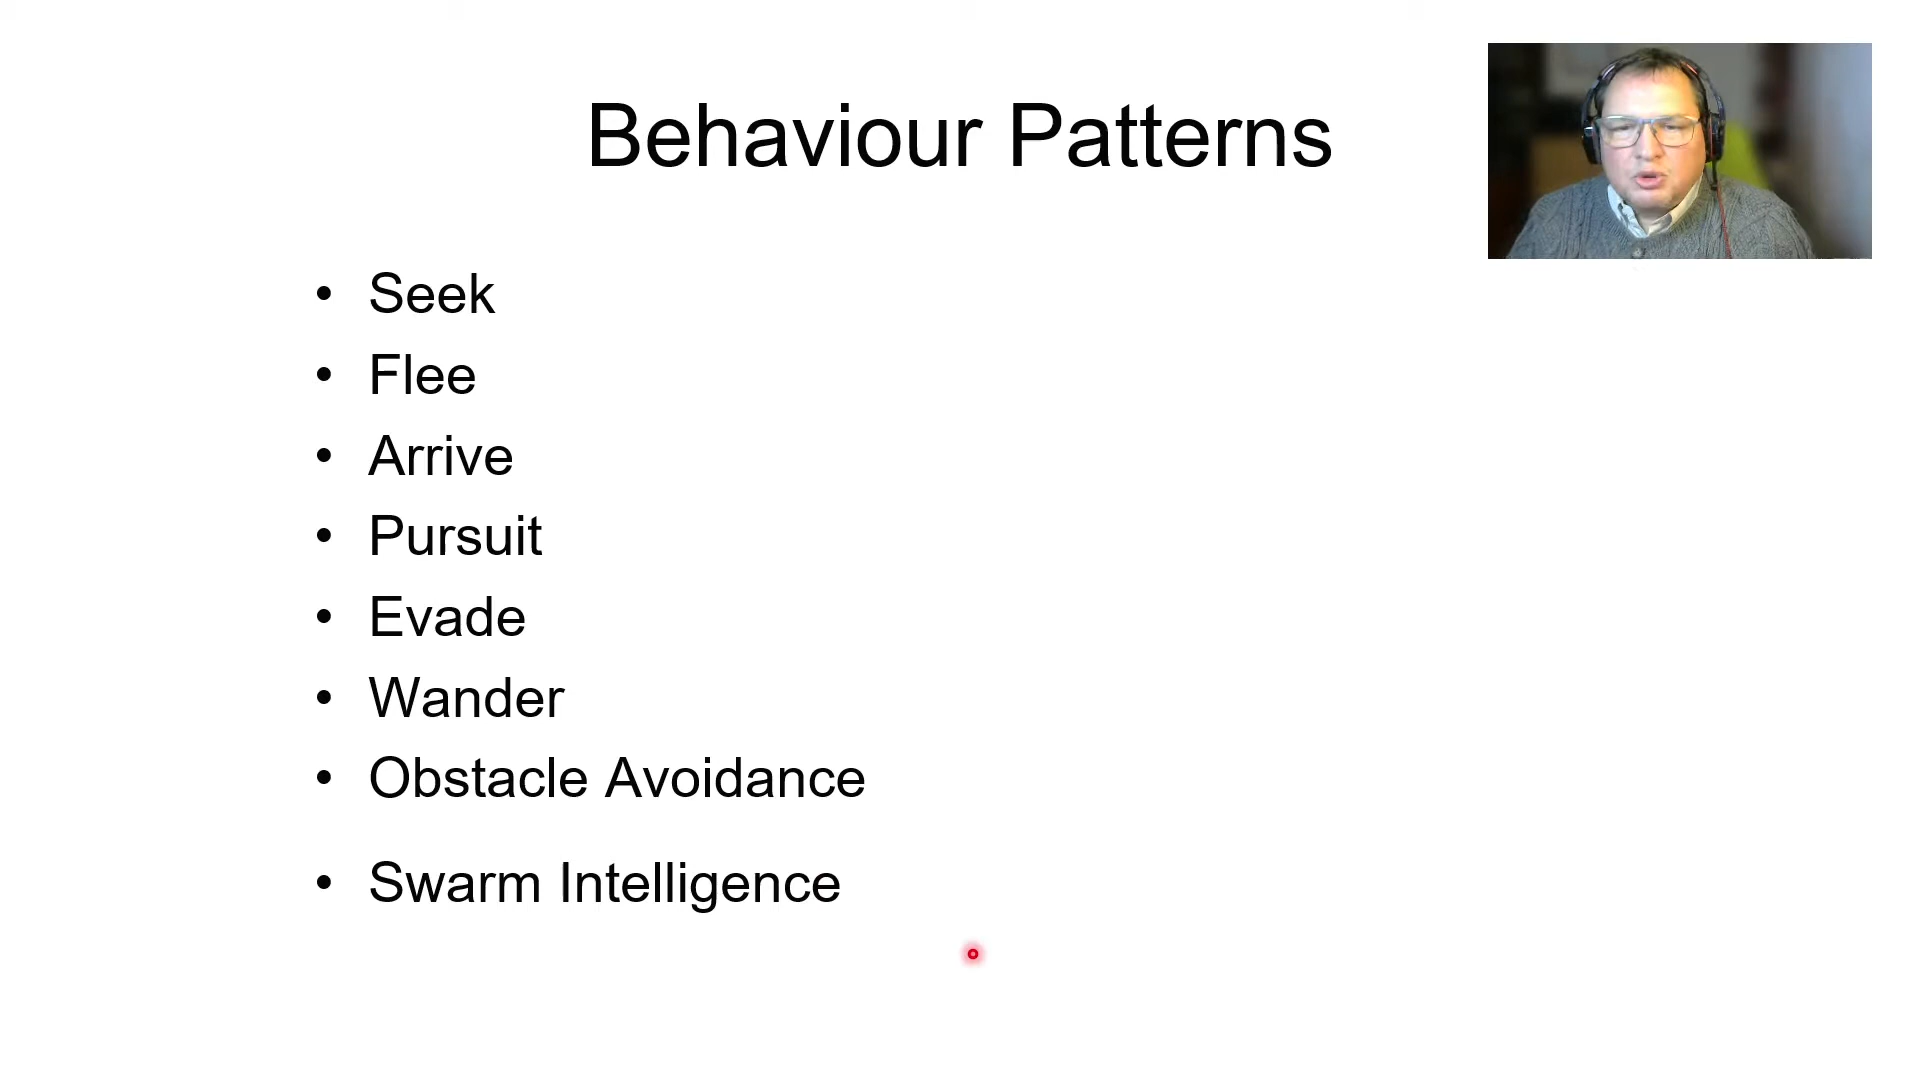 Behaviour Patterns
• Seek
• Flee
• Arrive
• Pursuit
• Evade
• Wander
• Obstacle Avoidance
• Swarm Intelligence